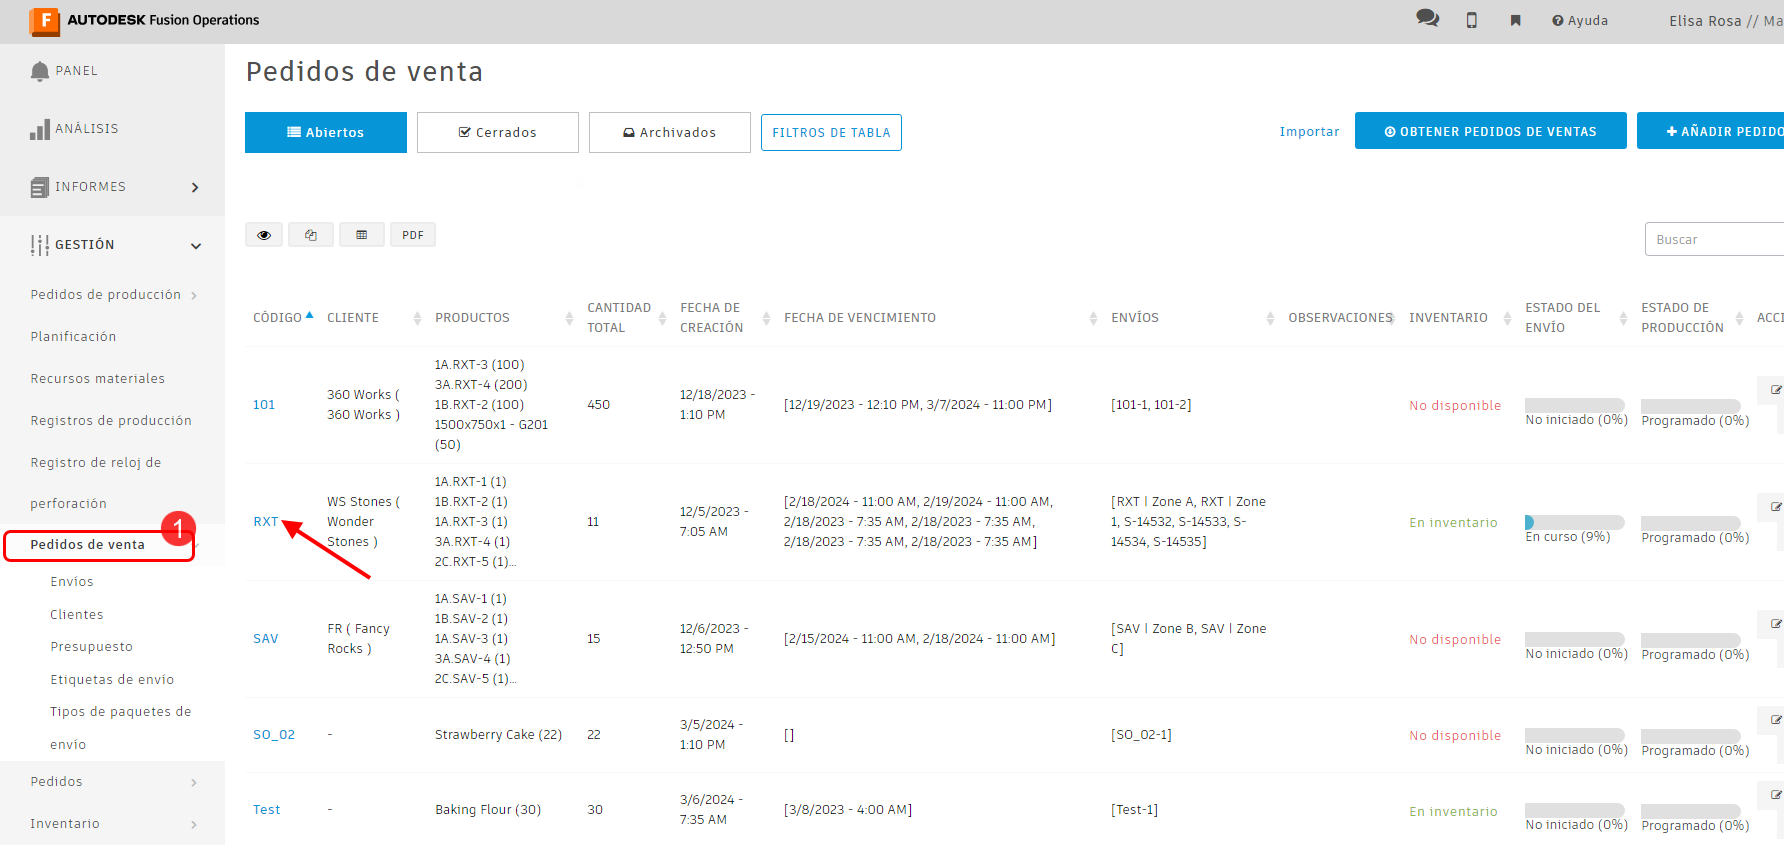 AUTODESK Fusion Operations
Ayuda
Elisa Rosa // Ma
PANEL
ANÁLISIS
INFORMES
GESTIÓN
Pedidos de producción
Planificación
Recursos materiales
Registros de producción
Registro de reloj de
perforación
1
Pedidos de venta
Envíos
Clientes
Presupuesto
Etiquetas de envío
Tipos de paquetes de
envío
Pedidos
Inventario
Pedidos de venta
Abiertos
Cerrados
Archivados
FILTROS DE TABLA
Importar
OBTENER PEDIDOS DE VENTAS
AÑADIR PEDIDO
PDF
Buscar
CÓDIGO
CLIENTE
PRODUCTOS
CANTIDAD
TOTAL
FECHA DE
CREACIÓN
FECHA DE VENCIMIENTO
ENVÍOS
OBSERVACIONES
INVENTARIO
ESTADO DEL
ENVÍO
ESTADO DE
PRODUCCIÓN
ACCI
101
360 Works (
360 Works )
1A.RXT-3 (100)
3A.RXT-4 (200)
1B.RXT-2 (100)
1500x750x1 - G201
(50)
450
12/18/2023 -
1:10 PM
[12/19/2023 - 12:10 PM, 3/7/2024 - 11:00 PM]
[101-1, 101-2]
No disponible
No iniciado (0%)
Programado (0%)
RXT
WS Stones (
Wonder
Stones )
1A.RXT-1 (1)
1B.RXT-2 (1)
1A.RXT-3 (1)
3A.RXT-4 (1)
2C.RXT-5 (1)...
11
12/5/2023 -
7:05 AM
[2/18/2024 - 11:00 AM, 2/19/2024 - 11:00 AM,
2/18/2023 - 7:35 AM, 2/18/2023 - 7:35 AM,
2/18/2023 - 7:35 AM, 2/18/2023 - 7:35 AM]
[RXT | Zone A, RXT | Zone
1, S-14532, S-14533, S-
14534, S-14535]
En inventario
En curso (9%)
Programado (0%)
SAV
FR ( Fancy
Rocks )
1A.SAV-1 (1)
1B.SAV-2 (1)
1A.SAV-3 (1)
3A.SAV-4 (1)
2C.SAV-5 (1)...
15
12/6/2023 -
12:50 PM
[2/15/2024 - 11:00 AM, 2/18/2024 - 11:00 AM]
[SAV | Zone B, SAV | Zone
C]
No disponible
No iniciado (0%)
Programado (0%)
SO_02
-
Strawberry Cake (22)
22
3/5/2024 -
1:10 PM
[]
[SO_02-1]
No disponible
No iniciado (0%)
Programado (0%)
Test
-
Baking Flour (30)
30
3/6/2024 -
7:35 AM
[3/8/2023 - 4:00 AM]
[Test-1]
En inventario
No iniciado (0%)
Programado (0%)